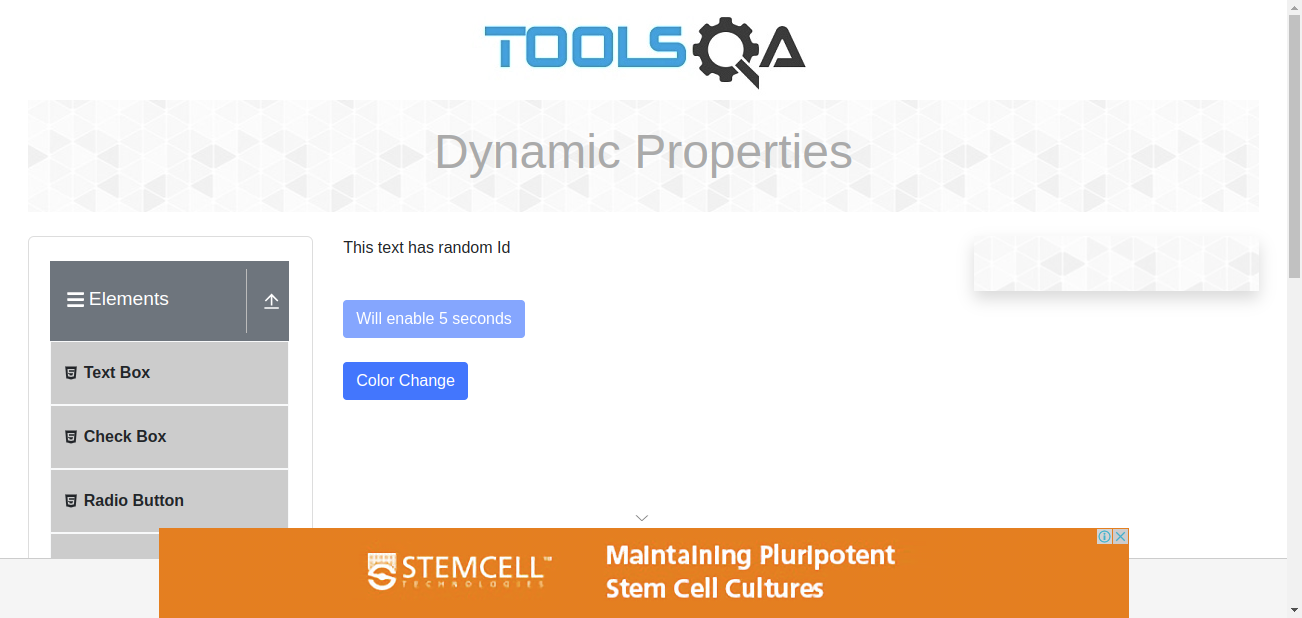 TOOLSQA
Dynamic Properties
Elements
Text Box
Check Box
Radio Button
This text has random Id
Will enable 5 seconds
Color Change
STEMCELL™
TECHNOLOGIES
Maintaining Pluripotent
Stem Cell Cultures